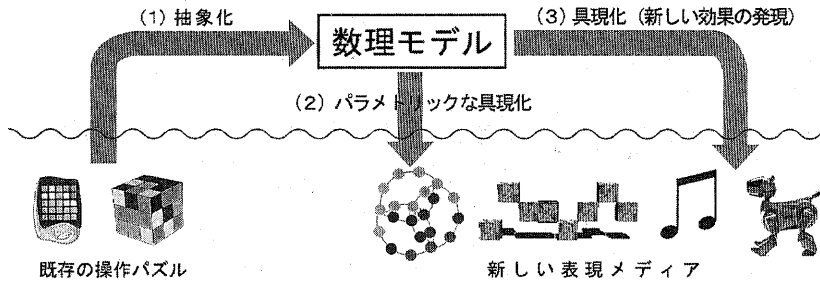 (1) 抽象化
数理モデル
(3) 具現化 (新しい効果の発現)
(2) パラメトリックな具現化
既存の操作パズル
新しい表現メディア